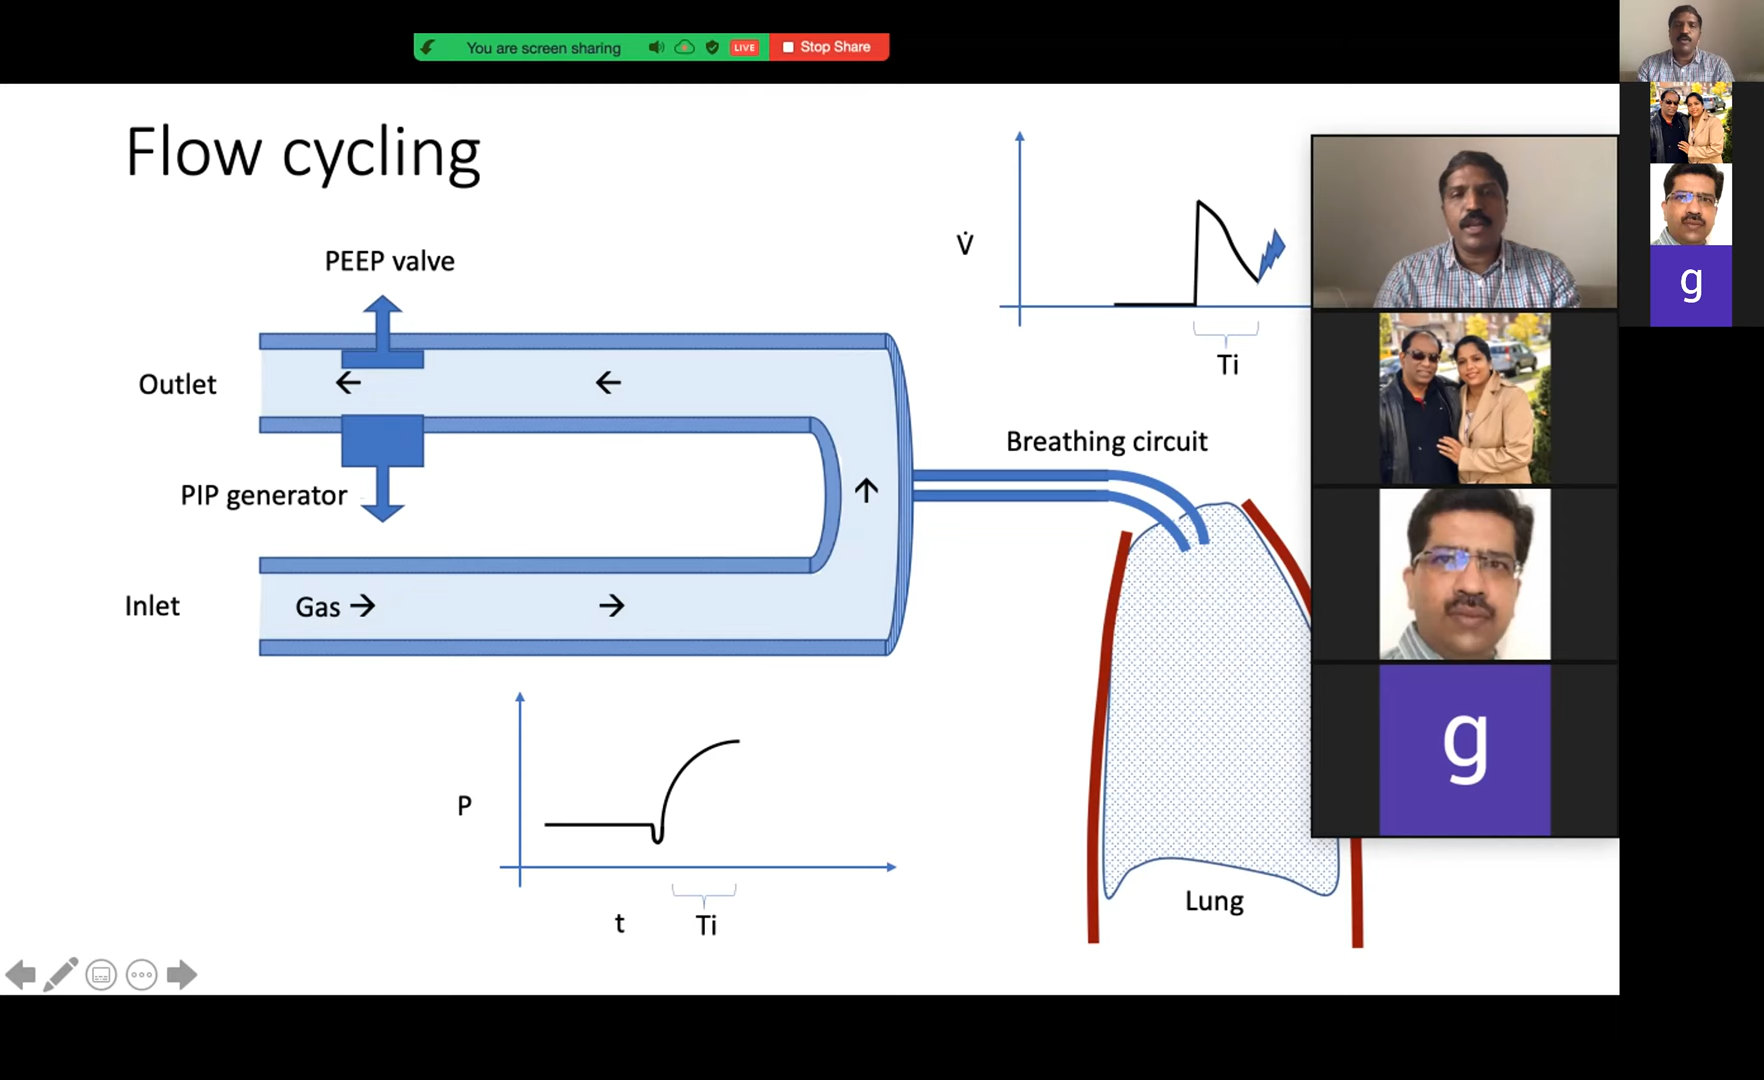 You are screen sharing LIVE Stop Share
Flow cycling
PEEP valve
Outlet
PIP generator
Inlet
Gas →
V̇
Ti
Breathing circuit
Lung
P
t
Ti
g
g